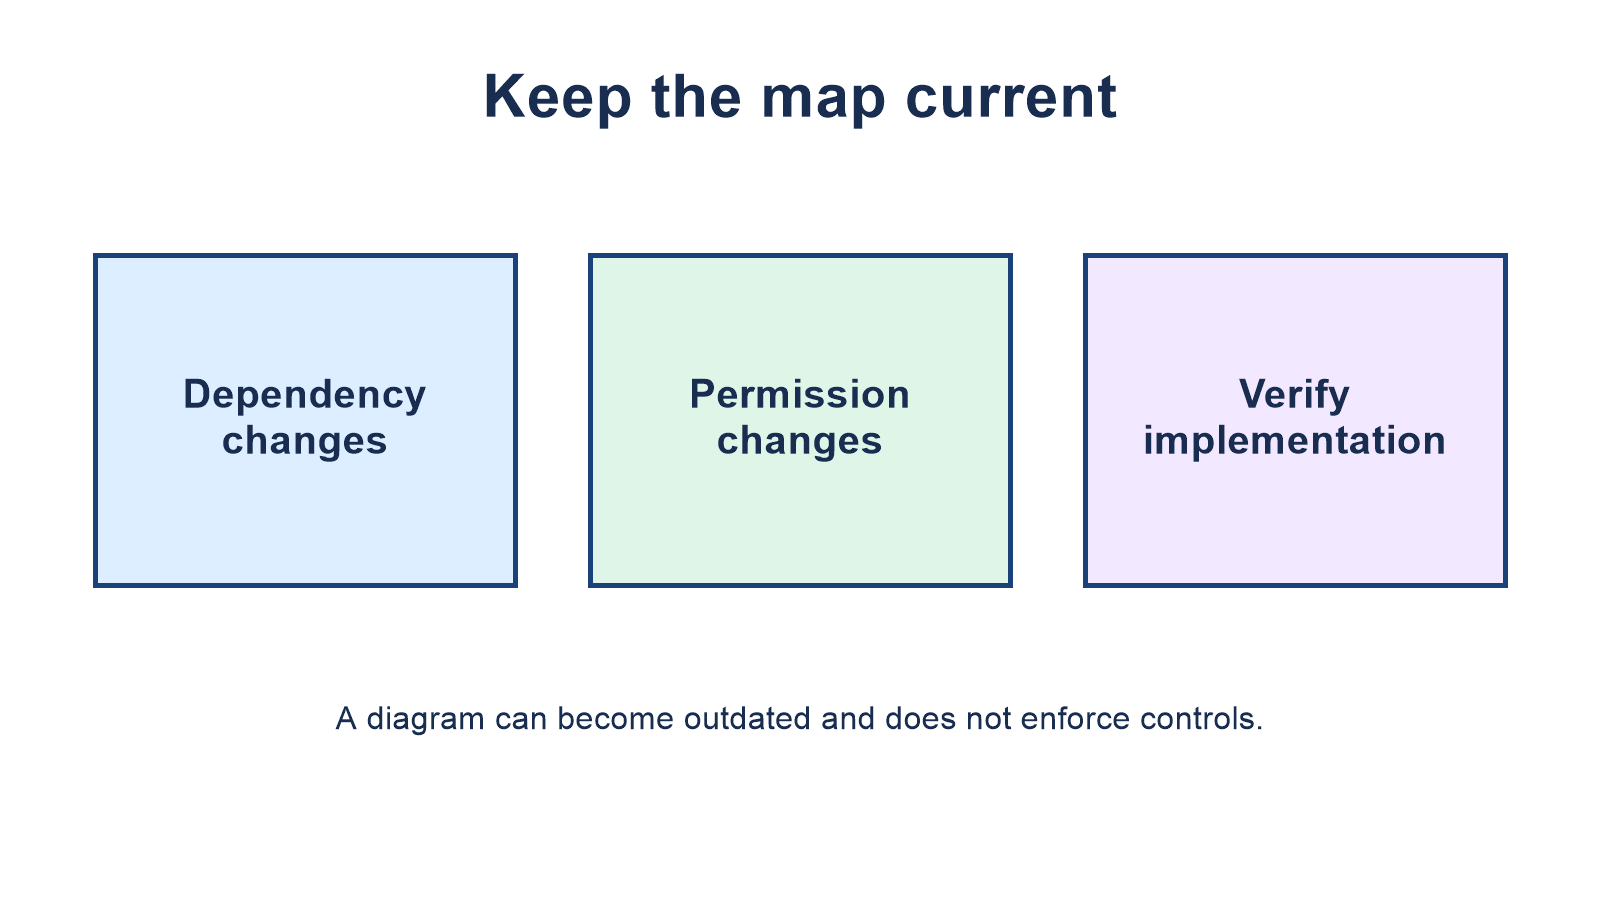 Keep the map current
Dependency
changes
Permission
changes
Verify
implementation
A diagram can become outdated and does not enforce controls.